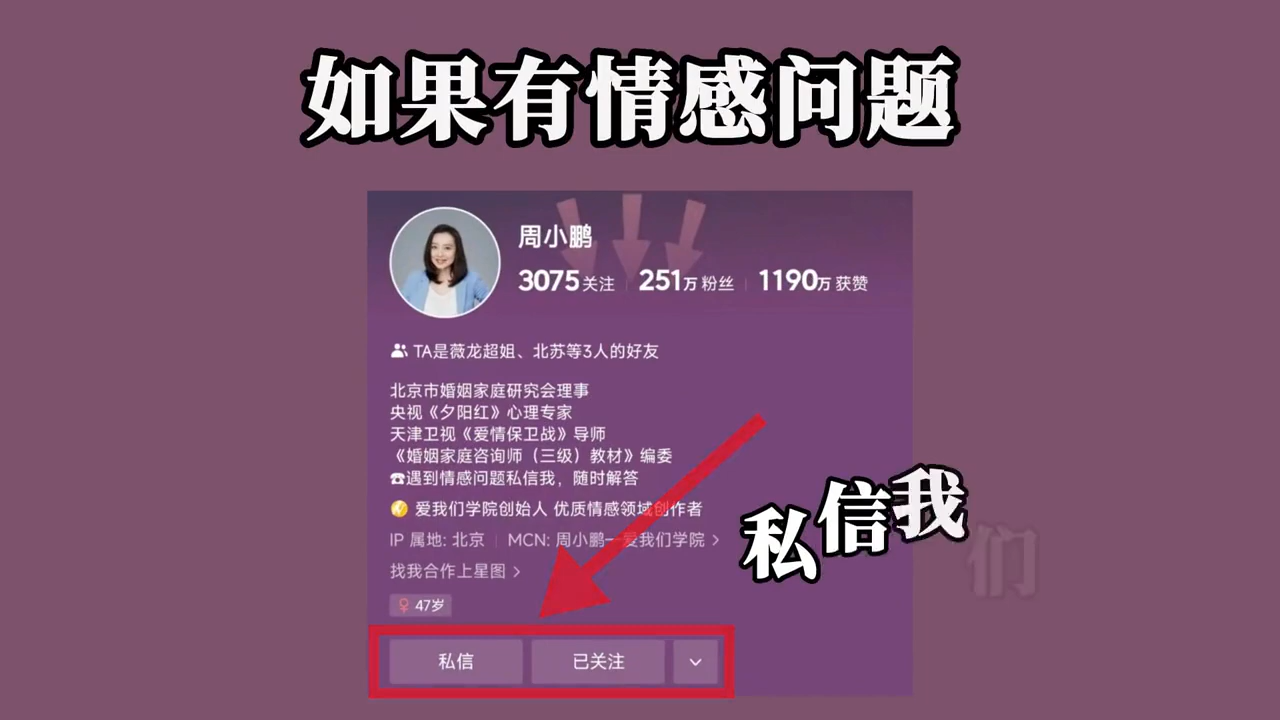 如果有情感问题
周小鹏
3075关注 251万粉丝 1190万获赞
TA是薇龙超姐、北苏等3人的好友
北京市婚姻家庭研究会理事
央视《夕阳红》心理专家
天津卫视《爱情保卫战》导师
《婚姻家庭咨询师（三级）教材》编委
☎遇到情感问题私信我，随时解答
爱我们学院创始人 优质情感领域创作者
IP 属地: 北京 MCN: 周小鹏—爱我们学院 >
找我合作上星图 >
♀ 47岁
私信我们
私信 已关注